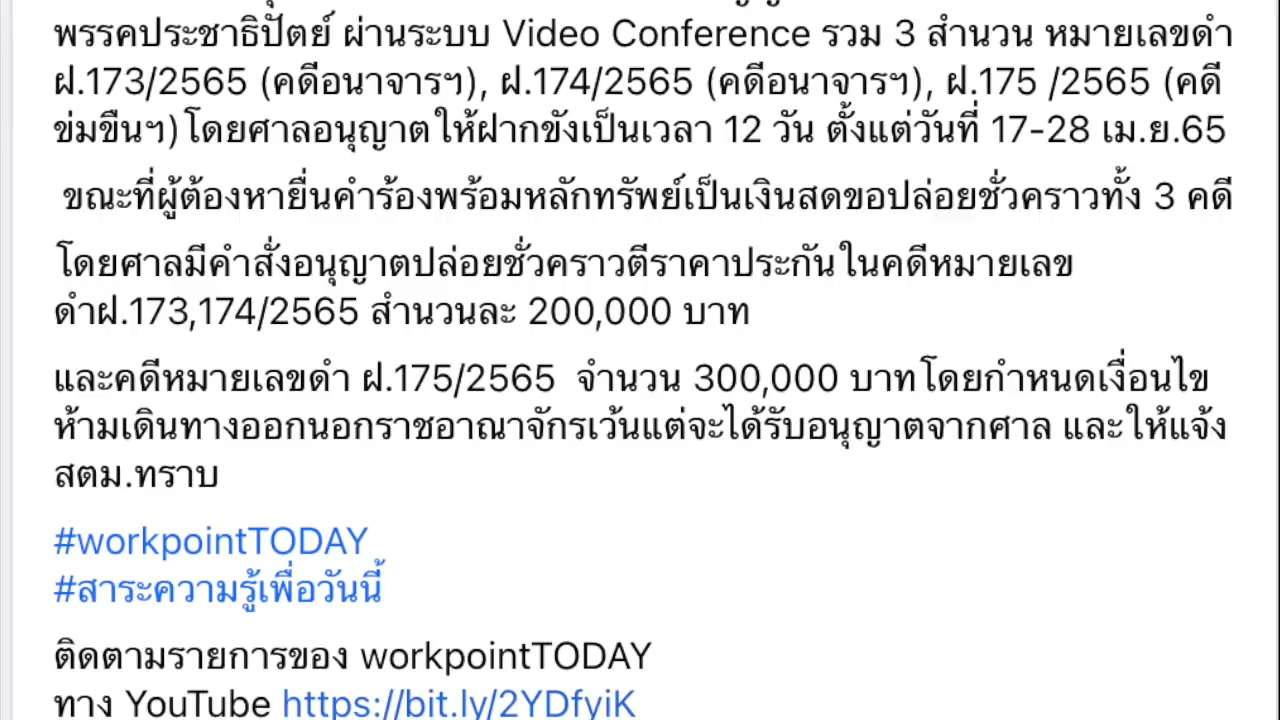 พรรคประชาธิปัตย์ ผ่านระบบ Video Conference รวม 3 สำนวน หมายเลขดำ
ฝ.173/2565 (คดีอนาจารฯ), ฝ.174/2565 (คดีอนาจารฯ), ฝ.175 /2565 (คดี
ข่มขืนฯ)โดยศาลอนุญาตให้ฝากขังเป็นเวลา 12 วัน ตั้งแต่วันที่ 17-28 เม.ย.65
ขณะที่ผู้ต้องหายื่นคำร้องพร้อมหลักทรัพย์เป็นเงินสดขอปล่อยชั่วคราวทั้ง 3 คดี
โดยศาลมีคำสั่งอนุญาตปล่อยชั่วคราวตีราคาประกันในคดีหมายเลข
ดำฝ.173,174/2565 สำนวนละ 200,000 บาท
และคดีหมายเลขดำ ฝ.175/2565 จำนวน 300,000 บาทโดยกำหนดเงื่อนไข
ห้ามเดินทางออกนอกราชอาณาจักรเว้นแต่จะได้รับอนุญาตจากศาล และให้แจ้ง
สตม.ทราบ
#workpointTODAY
#สาระความรู้เพื่อวันนี้
ติดตามรายการของ workpointTODAY
ทาง YouTube https://bit.ly/2YDfyiK